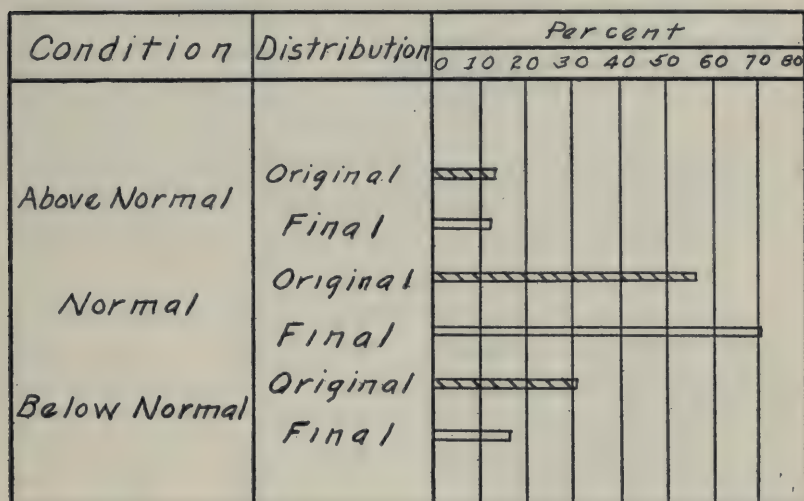 Condition Distribution Percent
0 10 20 30 40 50 60 70 80
Original
Above Normal
Final
Original
Normal
Final
Original
Below Normal
Final